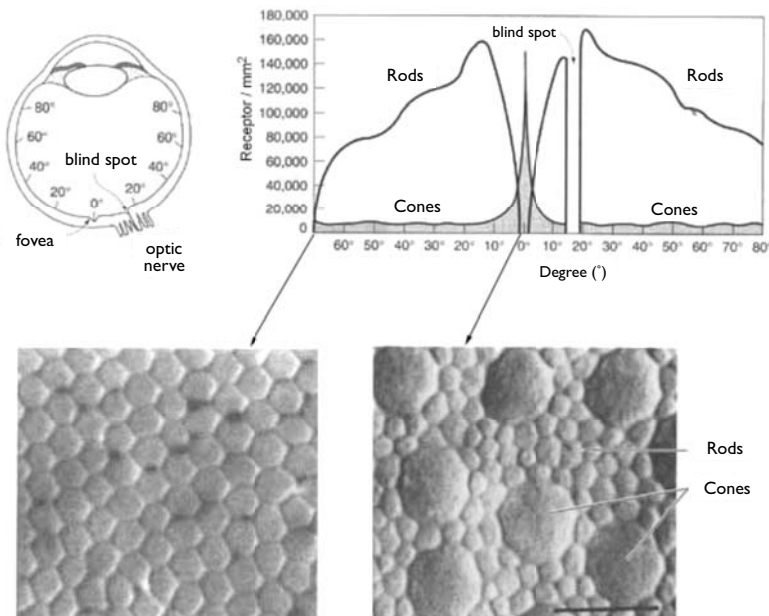 80°
60°
40°
20°
0°
20°
40°
60°
80°
blind spot
fovea
optic
nerve
Receptor / mm²
180,000
160,000
140,000
120,000
100,000
80,000
60,000
40,000
20,000
0
blind spot
Rods
Rods
Cones
Cones
60° 50° 40° 30° 20° 10° 0° 10° 20° 30° 40° 50° 60° 70° 80°
Degree (°)
Rods
Cones